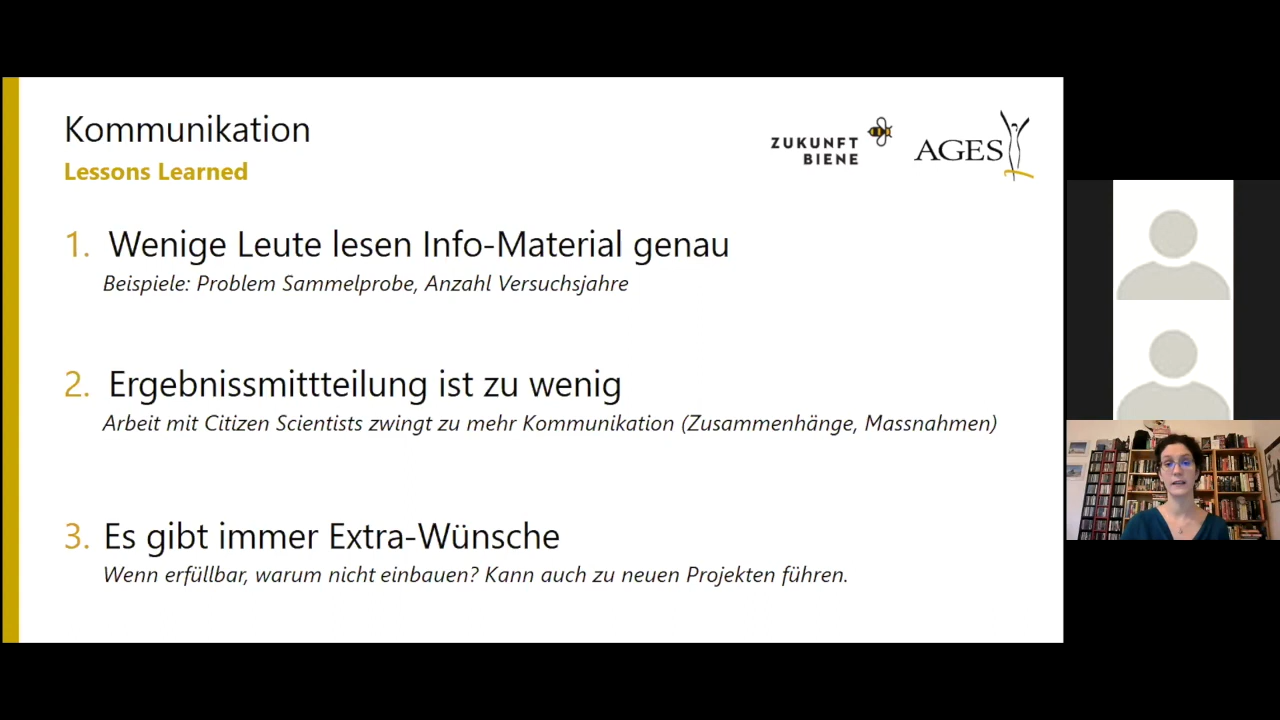 Kommunikation
Lessons Learned
ZUKUNFT
BIENE
AGES
1. Wenige Leute lesen Info-Material genau
Beispiele: Problem Sammelprobe, Anzahl Versuchsjahre
2. Ergebnissmittteilung ist zu wenig
Arbeit mit Citizen Scientists zwingt zu mehr Kommunikation (Zusammenhänge, Massnahmen)
3. Es gibt immer Extra-Wünsche
Wenn erfüllbar, warum nicht einbauen? Kann auch zu neuen Projekten führen.